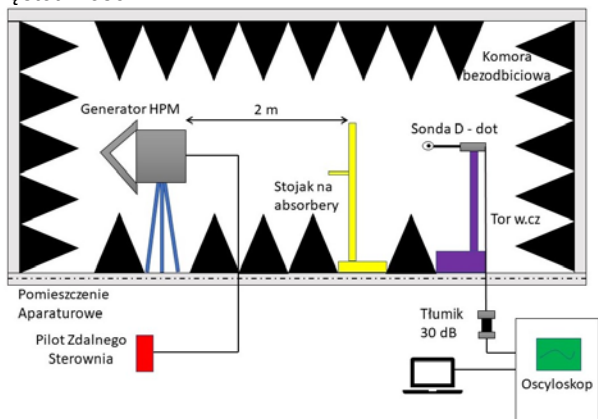 Komora
bezodbiciowa
Generator HPM
2 m
Sonda D - dot
Stojak na
absorbery
Tor w.cz
Pomieszczenie
Aparaturowe
Tłumik
30 dB
Pilot Zdalnego
Sterownia
Oscyloskop